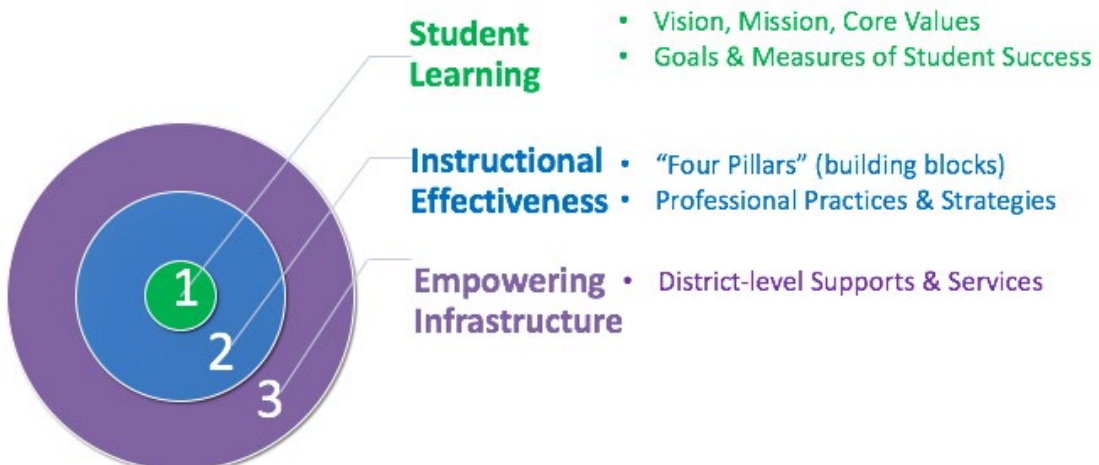 Student
Learning
• Vision, Mission, Core Values
• Goals & Measures of Student Success
Instructional
Effectiveness
• “Four Pillars” (building blocks)
• Professional Practices & Strategies
Empowering
Infrastructure
• District-level Supports & Services
1
2
3